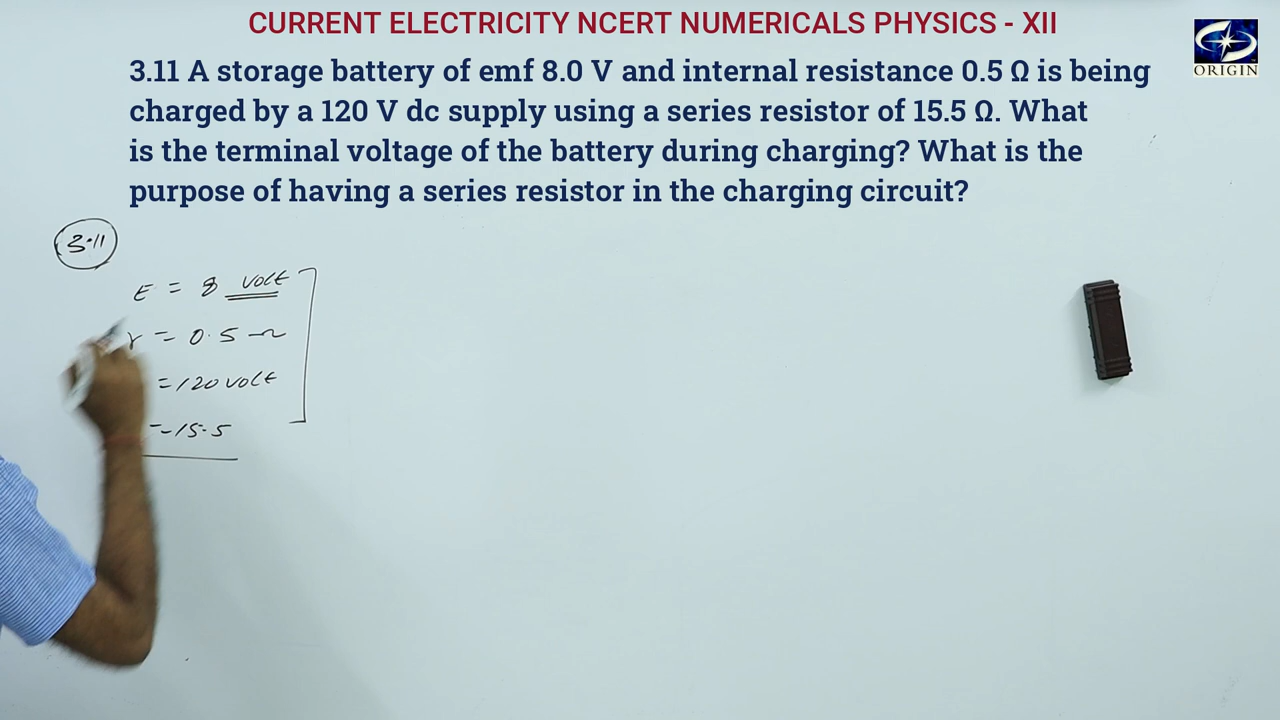 CURRENT ELECTRICITY NCERT NUMERICALS PHYSICS - XII
ORIGIN
3.11 A storage battery of emf 8.0 V and internal resistance 0.5 Ω is being
charged by a 120 V dc supply using a series resistor of 15.5 Ω. What
is the terminal voltage of the battery during charging? What is the
purpose of having a series resistor in the charging circuit?
3.11
E = 8 volt
r = 0.5 Ω
= 120 volt
= 15.5